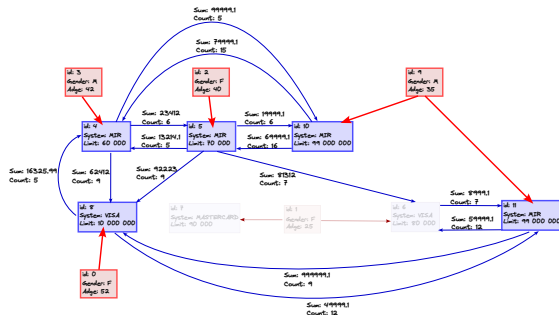 Sum: 99999,1
Count: 5
Sum: 79999,1
Count: 15
id: 3
Gender: M
Adge: 42
id: 2
Gender: F
Adge: 40
id: 9
Gender: M
Adge: 35
Sum: 23412
Count: 6
Sum: 19999,1
Count: 6
id: 4
System: MIR
Limit: 60 000
id: 5
System: MIR
Limit: 70 000
id: 10
System: MIR
Limit: 99 000 000
Sum: 13214,1
Count: 5
Sum: 69999,1
Count: 16
Sum: 16325,99
Count: 5
Sum: 62412
Count: 9
Sum: 92223
Count: 9
Sum: 81312
Count: 7
Sum: 8999,1
Count: 7
id: 8
System: VISA
Limit: 10 000 000
id: 7
System: MASTERCARD
Limit: 90 000
id: 1
Gender: F
Adge: 25
id: 6
System: VISA
Limit: 80 000
id: 11
System: MIR
Limit: 99 000 000
Sum: 59999,1
Count: 12
id: 0
Gender: F
Adge: 52
Sum: 999999,1
Count: 9
Sum: 49999,1
Count: 12